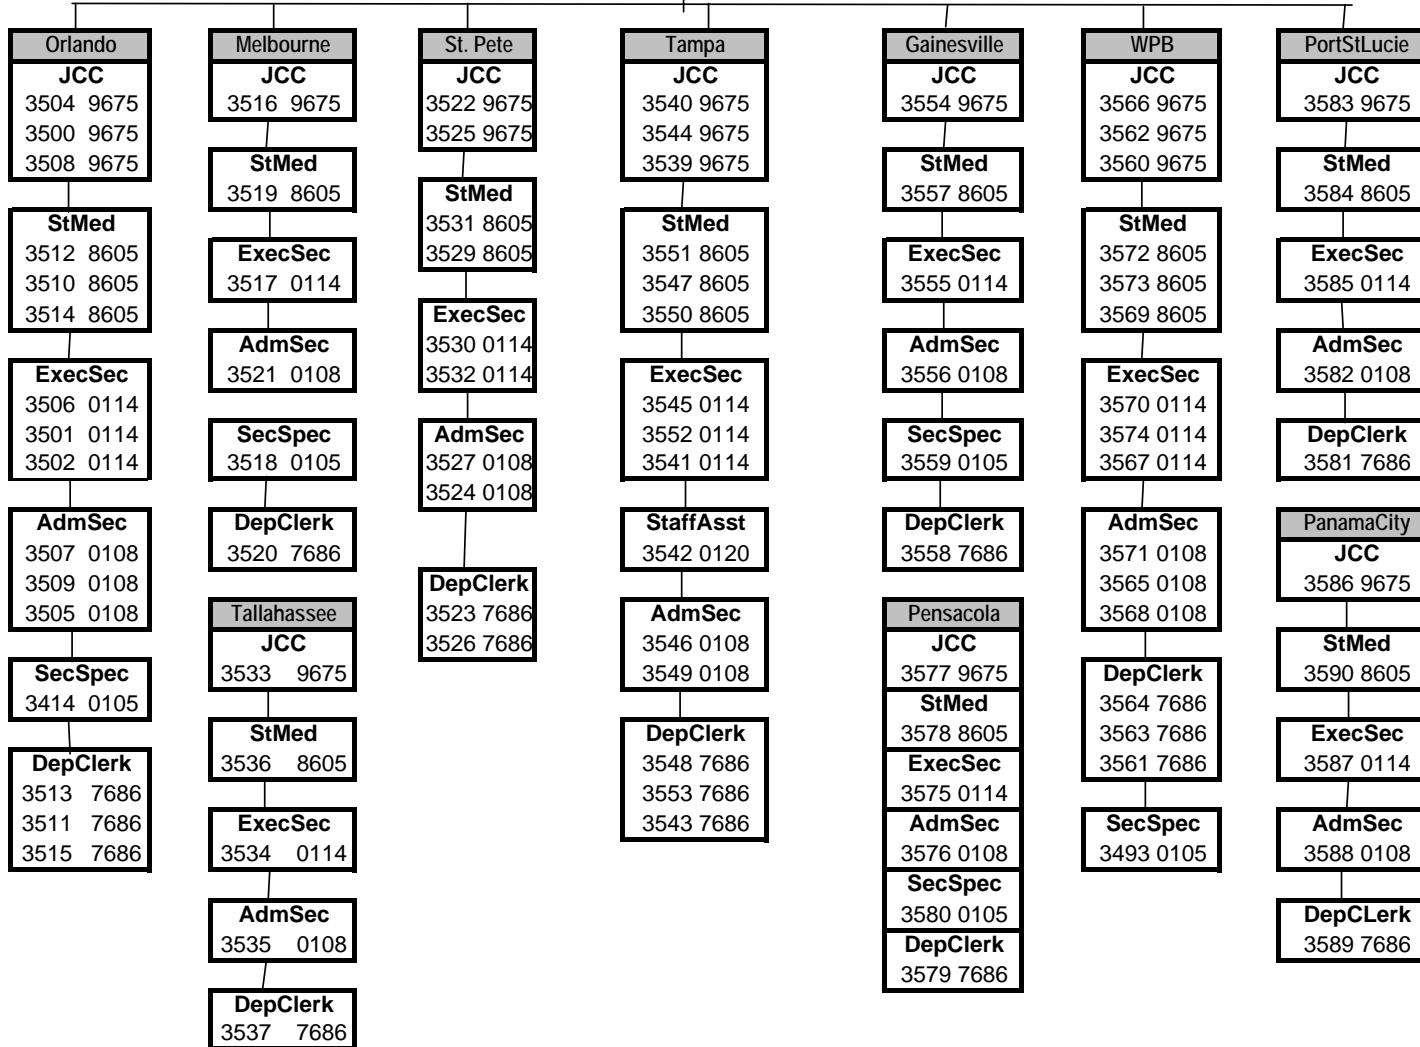 Orlando
JCC
3504 9675
3500 9675
3508 9675
StMed
3512 8605
3510 8605
3514 8605
ExecSec
3506 0114
3501 0114
3502 0114
AdmSec
3507 0108
3509 0108
3505 0108
SecSpec
3414 0105
DepClerk
3513 7686
3511 7686
3515 7686
Melbourne
JCC
3516 9675
StMed
3519 8605
ExecSec
3517 0114
AdmSec
3521 0108
SecSpec
3518 0105
DepClerk
3520 7686
Tallahassee
JCC
3533 9675
StMed
3536 8605
ExecSec
3534 0114
AdmSec
3535 0108
DepClerk
3537 7686
St. Pete
JCC
3522 9675
3525 9675
StMed
3531 8605
3529 8605
ExecSec
3530 0114
3532 0114
AdmSec
3527 0108
3524 0108
DepClerk
3523 7686
3526 7686
Tampa
JCC
3540 9675
3544 9675
3539 9675
StMed
3551 8605
3547 8605
3550 8605
ExecSec
3545 0114
3552 0114
3541 0114
StaffAsst
3542 0120
AdmSec
3546 0108
3549 0108
DepClerk
3548 7686
3553 7686
3543 7686
Gainesville
JCC
3554 9675
StMed
3557 8605
ExecSec
3555 0114
AdmSec
3556 0108
SecSpec
3559 0105
DepClerk
3558 7686
Pensacola
JCC
3577 9675
StMed
3578 8605
ExecSec
3575 0114
AdmSec
3576 0108
SecSpec
3580 0105
DepClerk
3579 7686
WPB
JCC
3566 9675
3562 9675
3560 9675
StMed
3572 8605
3573 8605
3569 8605
ExecSec
3570 0114
3574 0114
3567 0114
AdmSec
3571 0108
3565 0108
3568 0108
DepClerk
3564 7686
3563 7686
3561 7686
SecSpec
3493 0105
PortStLucie
JCC
3583 9675
StMed
3584 8605
ExecSec
3585 0114
AdmSec
3582 0108
DepClerk
3581 7686
PanamaCity
JCC
3586 9675
StMed
3590 8605
ExecSec
3587 0114
AdmSec
3588 0108
DepCLerk
3589 7686